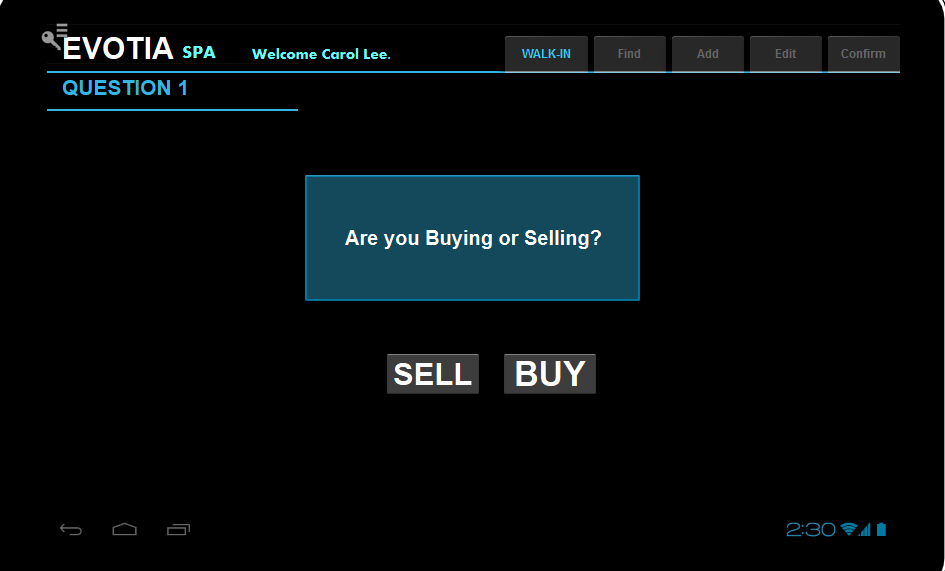 EVOTIA SPA Welcome Carol Lee. WALK-IN Find Add Edit Confirm
QUESTION 1
Are you Buying or Selling?
SELL BUY
2:30